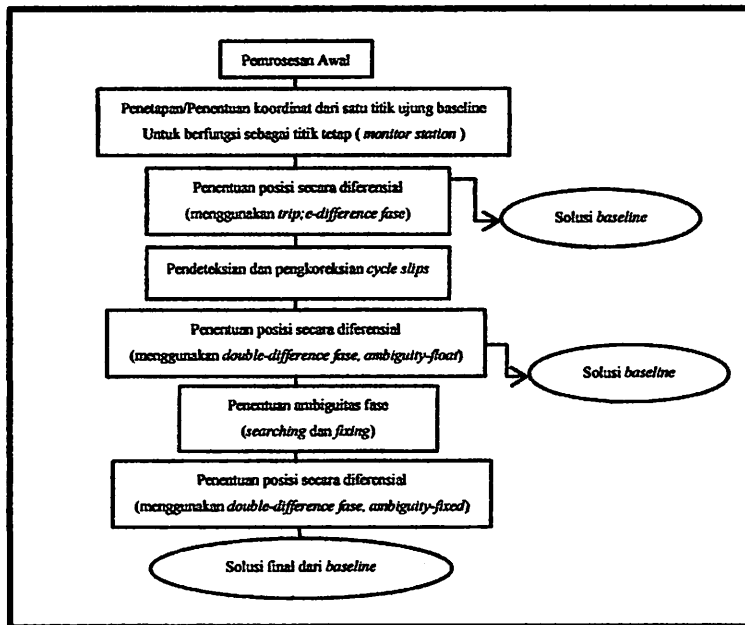 Pemrosesan Awal
Penetapan/Penentuan koordinat dari satu titik ujung baseline
Untuk berfungsi sebagai titik tetap ( monitor station )
Penentuan posisi secara diferensial
(menggunakan trip;e-difference fase)
Solusi baseline
Pendeteksian dan pengkoreksian cycle slips
Penentuan posisi secara diferensial
(menggunakan double-difference fase, ambiguity-float)
Solusi baseline
Penentuan ambiguitas fase
(searching dan fixing)
Penentuan posisi secara diferensial
(menggunakan double-difference fase, ambiguity-fixed)
Solusi final dari baseline